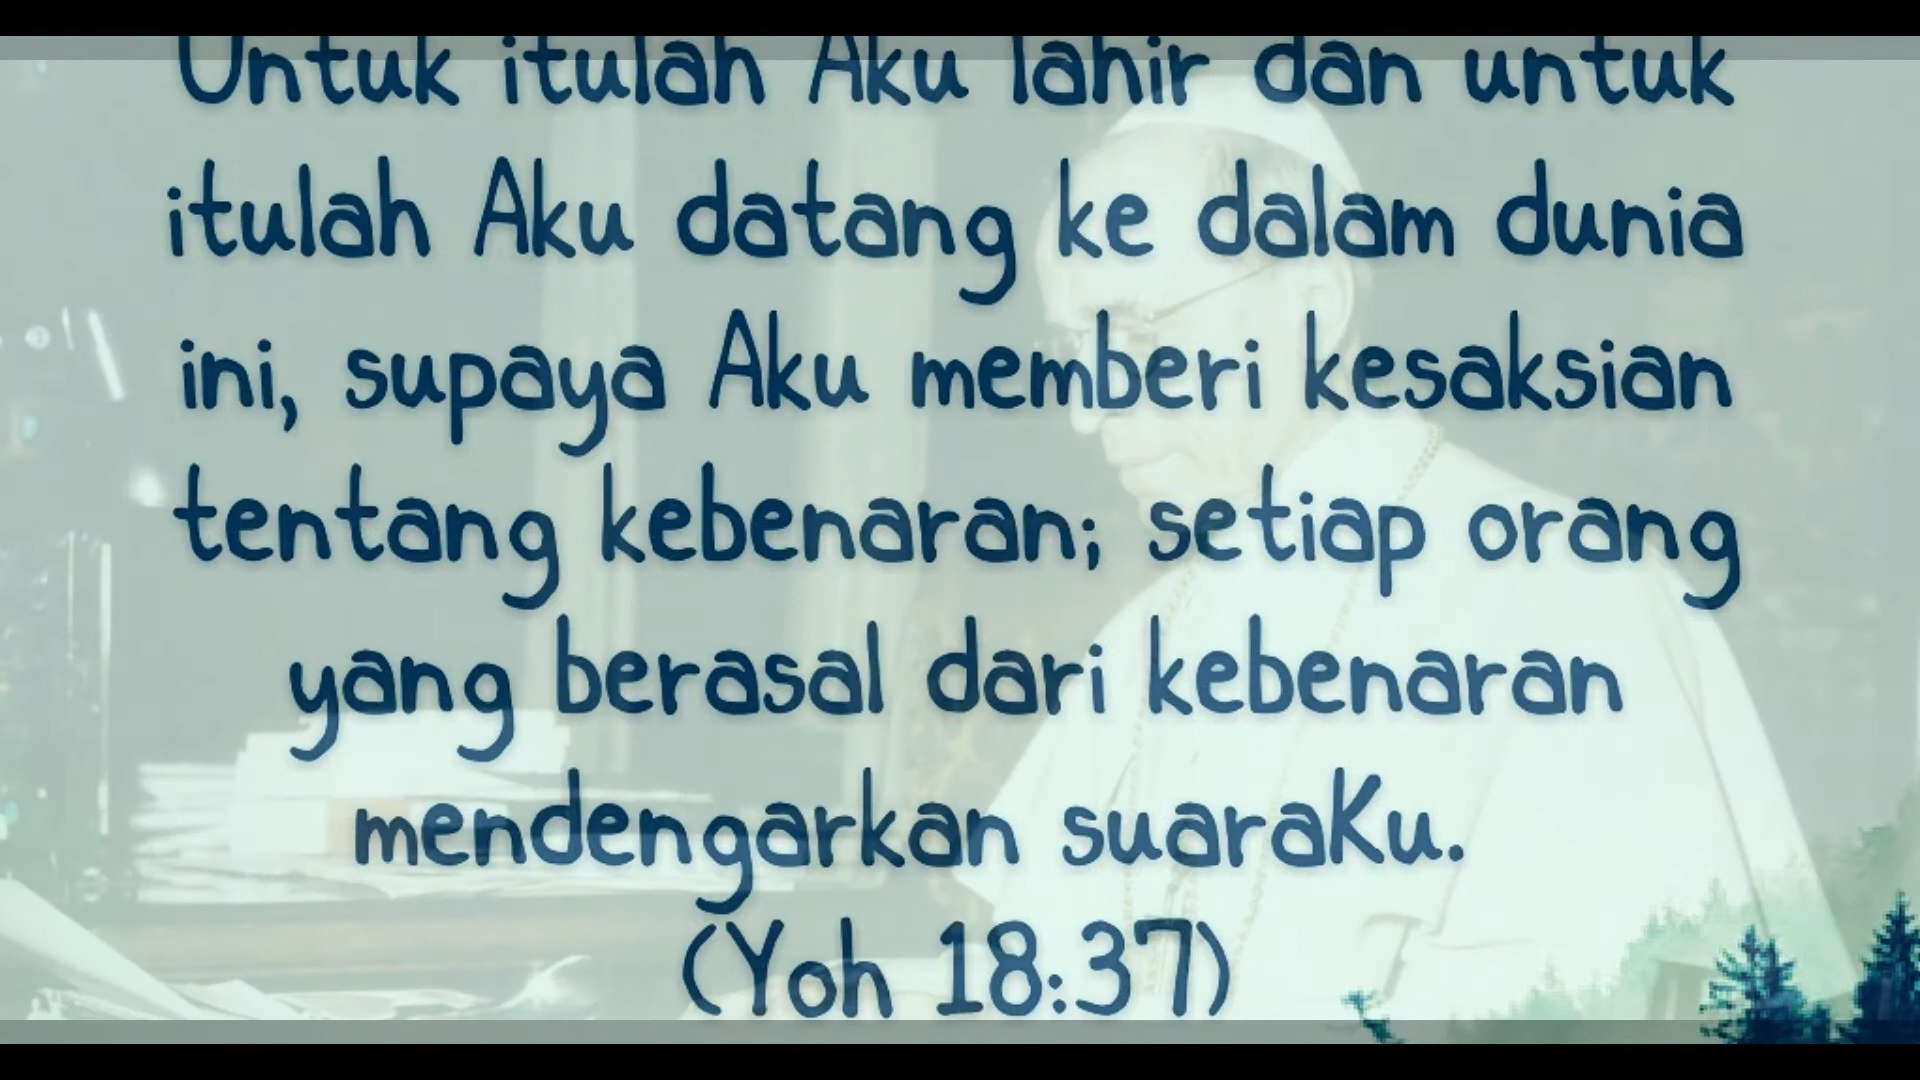 Untuk itulah Aku lahir dan untuk
itulah Aku datang ke dalam dunia
ini, supaya Aku memberi kesaksian
tentang kebenaran; setiap orang
yang berasal dari kebenaran
mendengarkan suaraKu.
(Yoh 18:37)